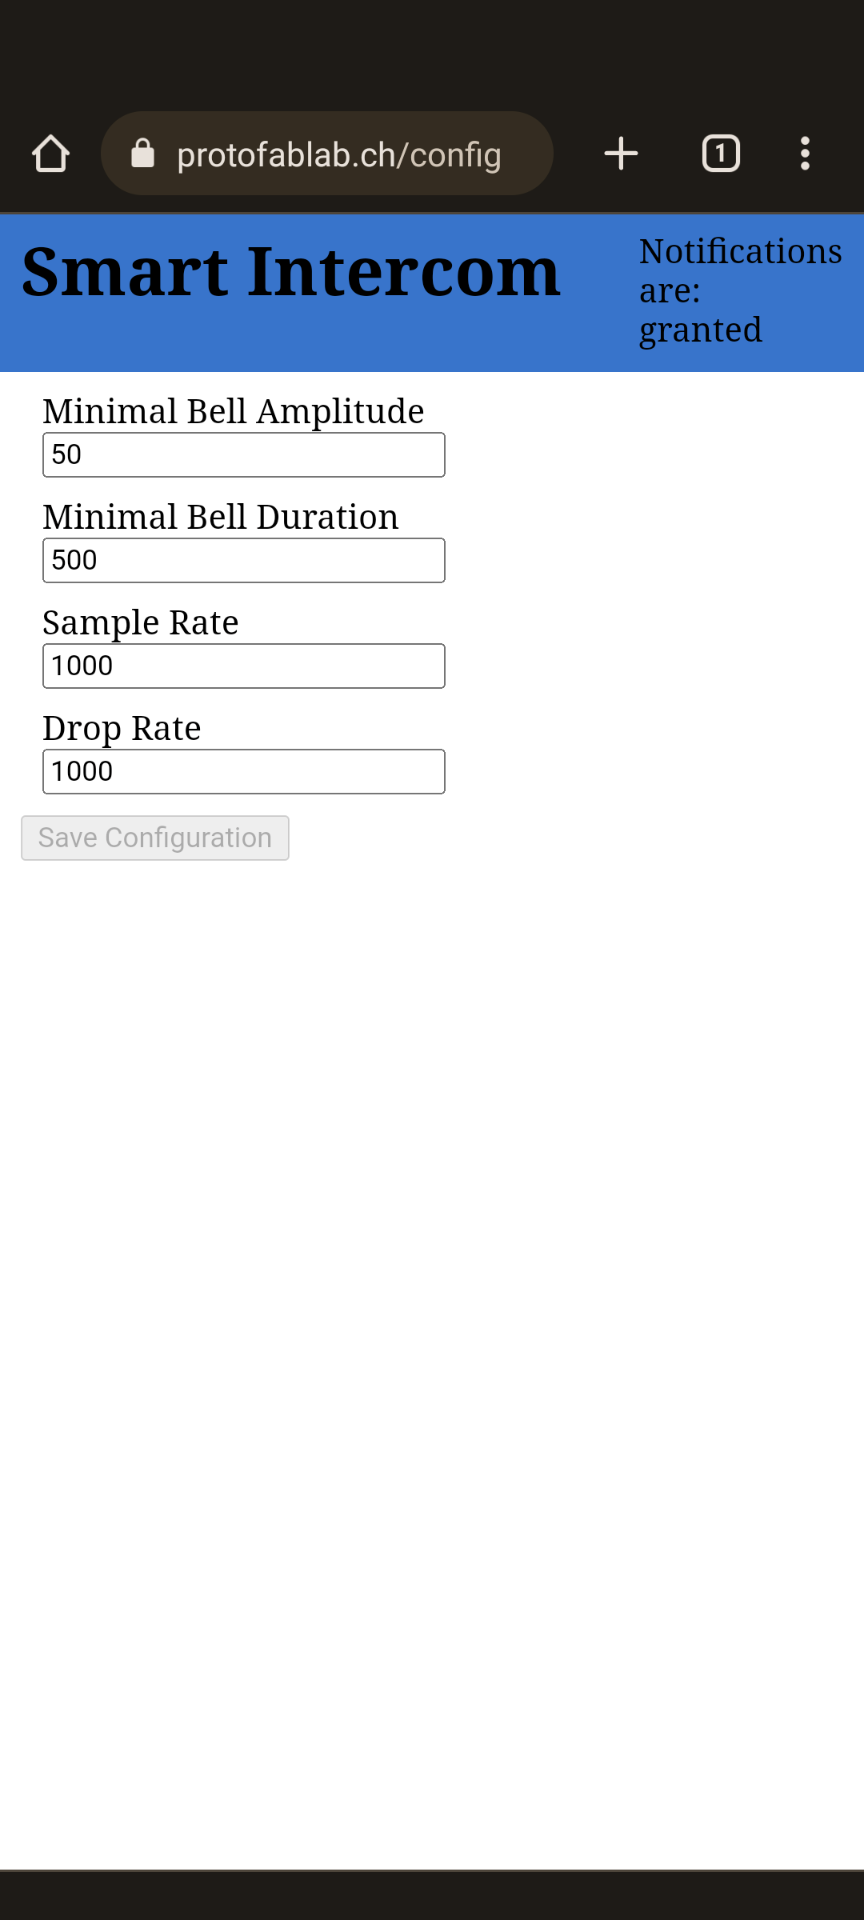 protofablab.ch/config
1
Smart Intercom
Notifications
are:
granted
Minimal Bell Amplitude
50
Minimal Bell Duration
500
Sample Rate
1000
Drop Rate
1000
Save Configuration